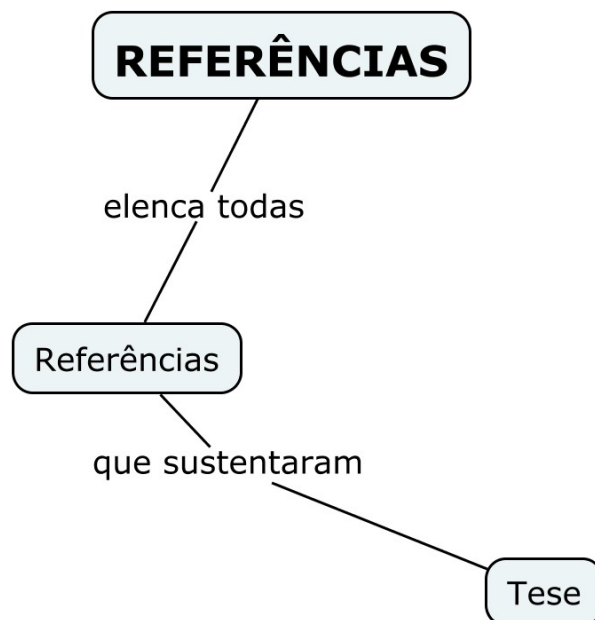 REFERÊNCIAS
elenca todas
Referências
que sustentaram
Tese